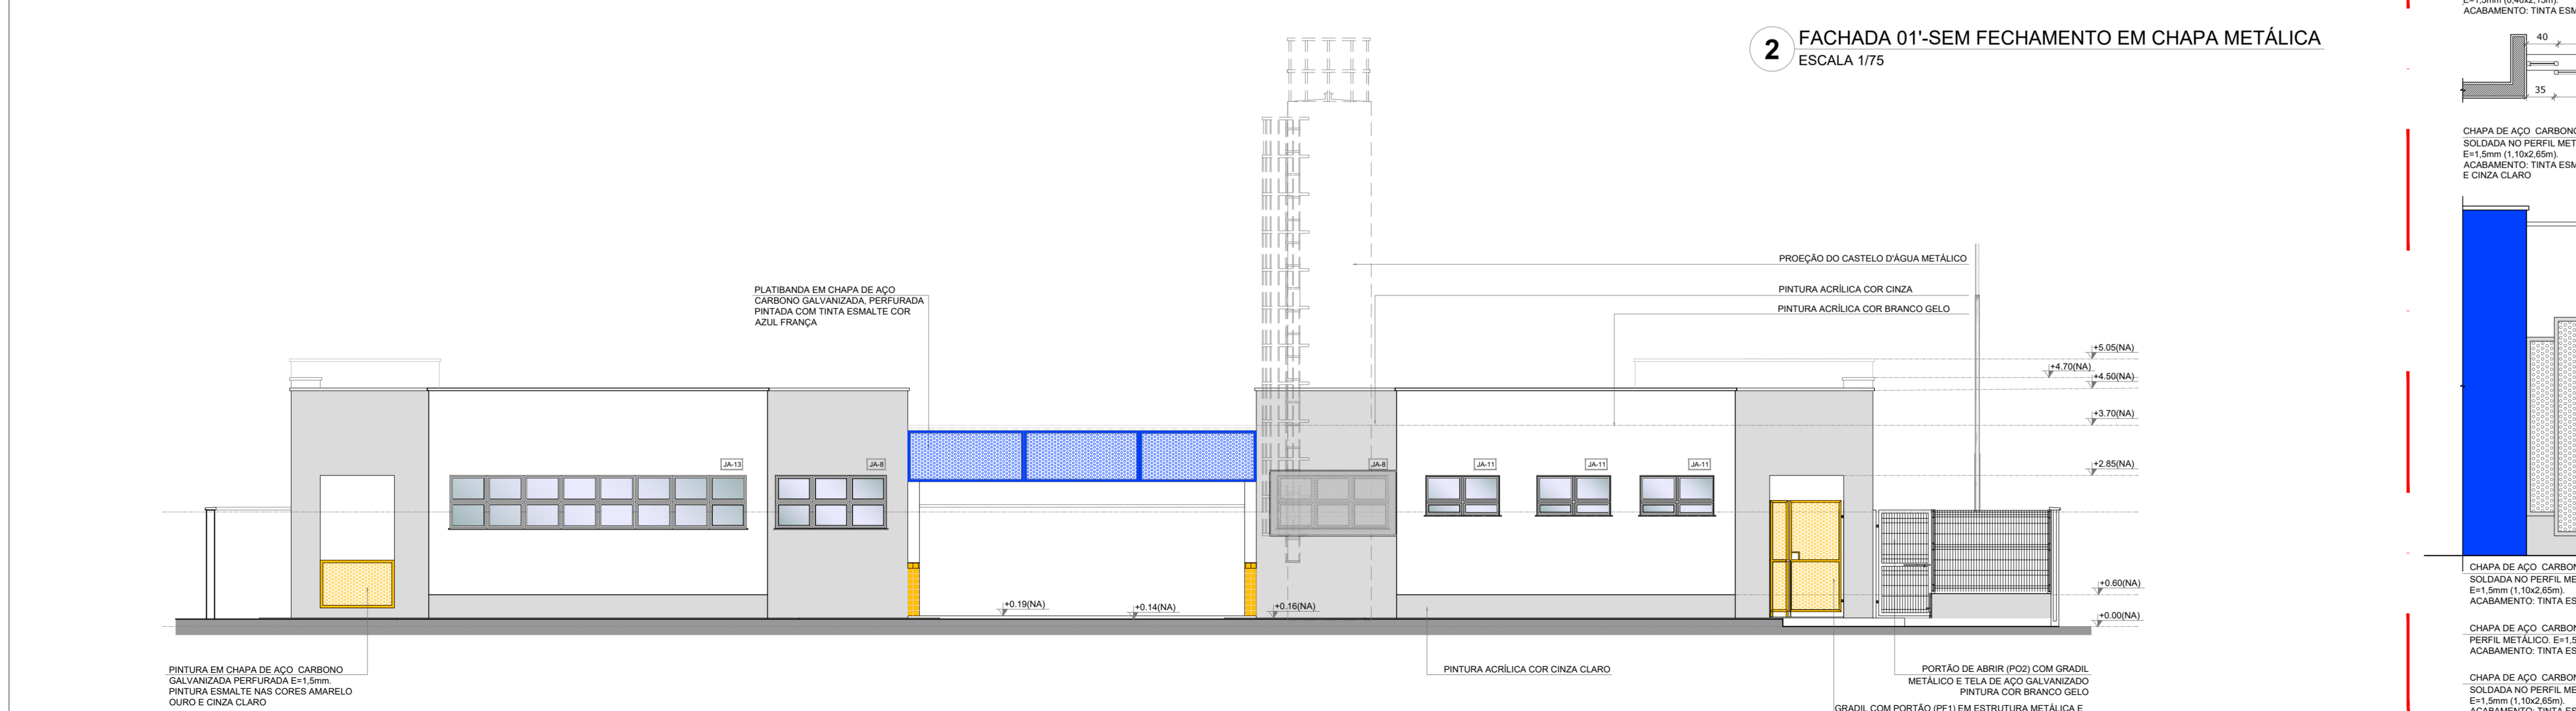 2
FACHADA 01'-SEM FECHAMENTO EM CHAPA METÁLICA
ESCALA 1/75
PROEÇÃO DO CASTELO D'ÁGUA METÁLICO
PINTURA ACRÍLICA COR CINZA
PINTURA ACRÍLICA COR BRANCO GELO
PLATIBANDA EM CHAPA DE AÇO
CARBONO GALVANIZADA, PERFURADA
PINTADA COM TINTA ESMALTE COR
AZUL FRANÇA
+5.05(NA)
+4.70(NA)
+4.50(NA)
+3.70(NA)
+2.85(NA)
+0.60(NA)
+0.00(NA)
JA-13
JA-8
JA-8
JA-11
JA-11
JA-11
+0.19(NA)
+0.14(NA)
+0.16(NA)
PINTURA EM CHAPA DE AÇO CARBONO
GALVANIZADA PERFURADA E=1,5mm.
PINTURA ESMALTE NAS CORES AMARELO
OURO E CINZA CLARO
PINTURA ACRÍLICA COR CINZA CLARO
PORTÃO DE ABRIR (PO2) COM GRADIL
METÁLICO E TELA DE AÇO GALVANIZADO
PINTURA COR BRANCO GELO
GRADIL COM PORTÃO (PF1) EM ESTRUTURA METÁLICA E
E=1,5mm (0,40x2,15m).
ACABAMENTO: TINTA ESM
40
35
CHAPA DE AÇO CARBONO
SOLDADA NO PERFIL MET
E=1,5mm (1,10x2,65m).
ACABAMENTO: TINTA ESM
E CINZA CLARO
CHAPA DE AÇO CARBON
SOLDADA NO PERFIL ME
E=1,5mm (1,10x2,65m).
ACABAMENTO: TINTA ES
CHAPA DE AÇO CARBON
PERFIL METÁLICO. E=1,5
ACABAMENTO: TINTA ES
CHAPA DE AÇO CARBON
SOLDADA NO PERFIL ME
E=1,5mm (1,10x2,65m).
ACABAMENTO: TINTA ES